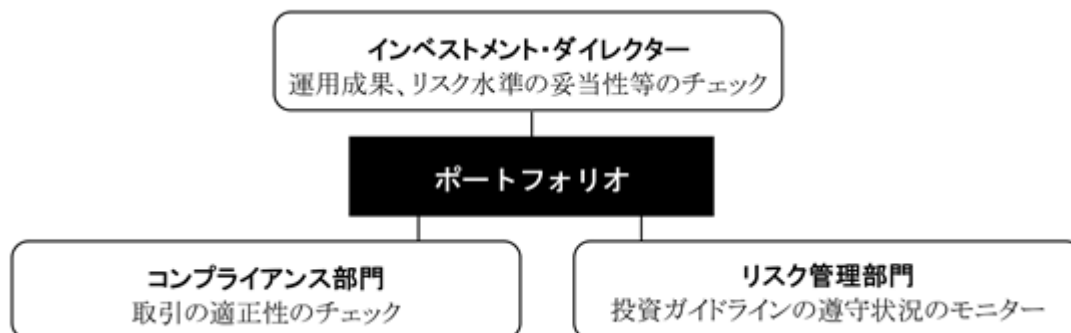 インベストメント・ダイレクター
運用成果、リスク水準の妥当性等のチェック
ポートフォリオ
コンプライアンス部門
取引の適正性のチェック
リスク管理部門
投資ガイドラインの遵守状況のモニター